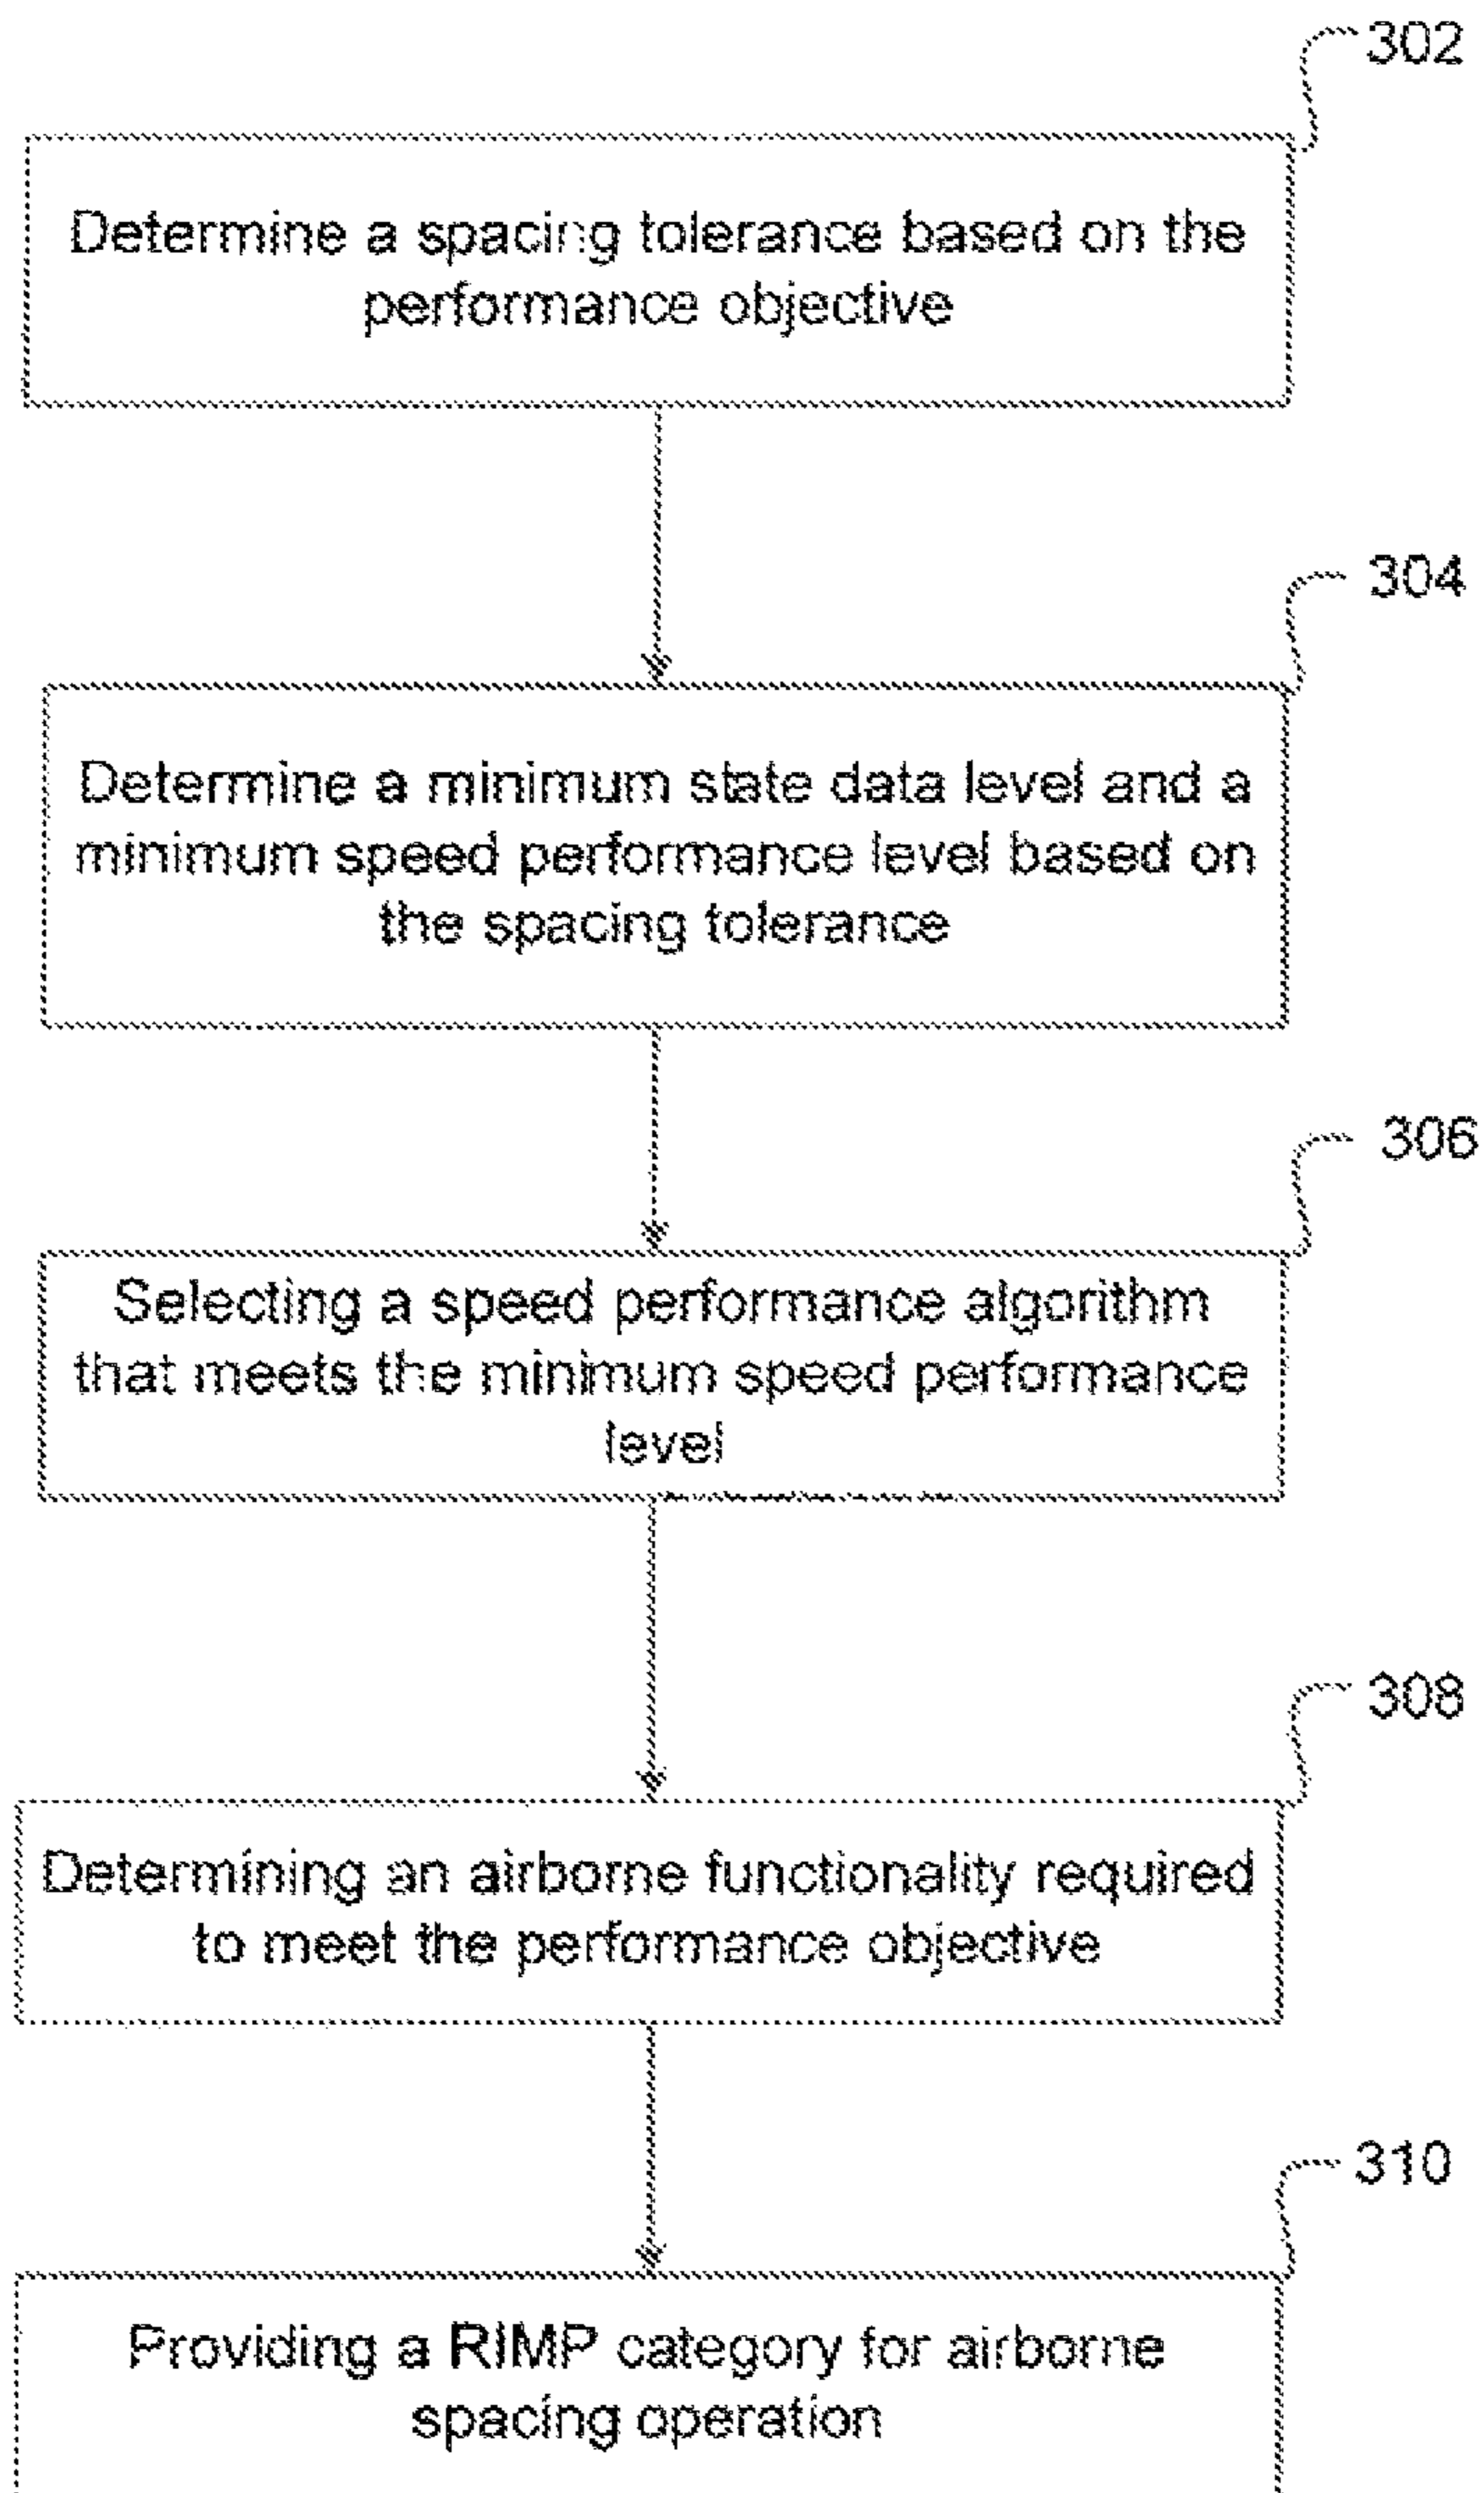 302
Determine a spacing tolerance based on the
performance objective
304
Determine a minimum state data level and a
minimum speed performance level based on
the spacing tolerance
306
Selecting a speed performance algorithm
that meets the minimum speed performance
level
308
Determining an airborne functionality required
to meet the performance objective
310
Providing a RIMP category for airborne
spacing operation